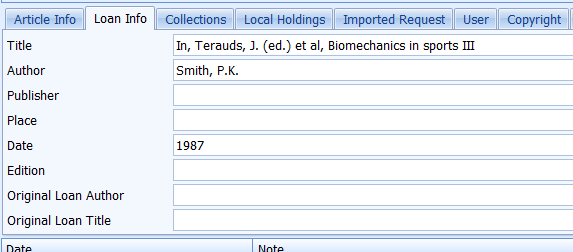 Article Info Loan Info Collections Local Holdings Imported Request User Copyright
Title In, Terauds, J. (ed.) et al, Biomechanics in sports III
Author Smith, P.K.
Publisher
Place
Date 1987
Edition
Original Loan Author
Original Loan Title
Date Note